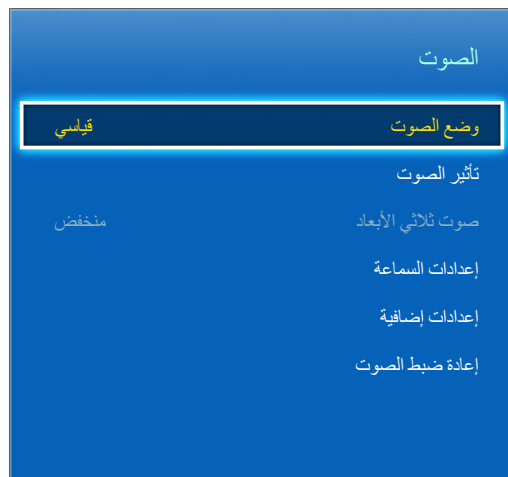 الصوت
وضع الصوت قياسي
تأثير الصوت
صوت ثلاثي الأبعاد منخفض
إعدادات السماعة
إعدادات إضافية
إعادة ضبط الصوت